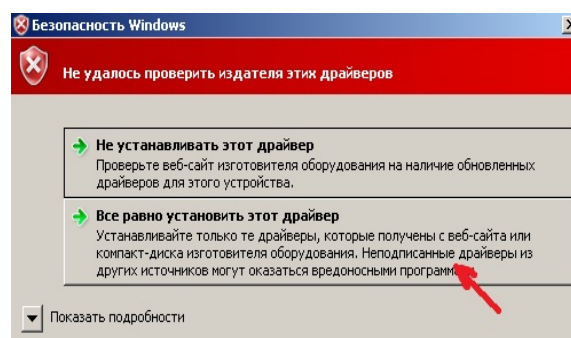 Безопасность Windows
Не удалось проверить издателя этих драйверов
Не устанавливать этот драйвер
Проверьте веб-сайт изготовителя оборудования на наличие обновленных
драйверов для этого устройства.
Все равно установить этот драйвер
Устанавливайте только те драйверы, которые получены с веб-сайта или
компакт-диска изготовителя оборудования. Неподписанные драйверы из
других источников могут оказаться вредоносными
Показать подробности